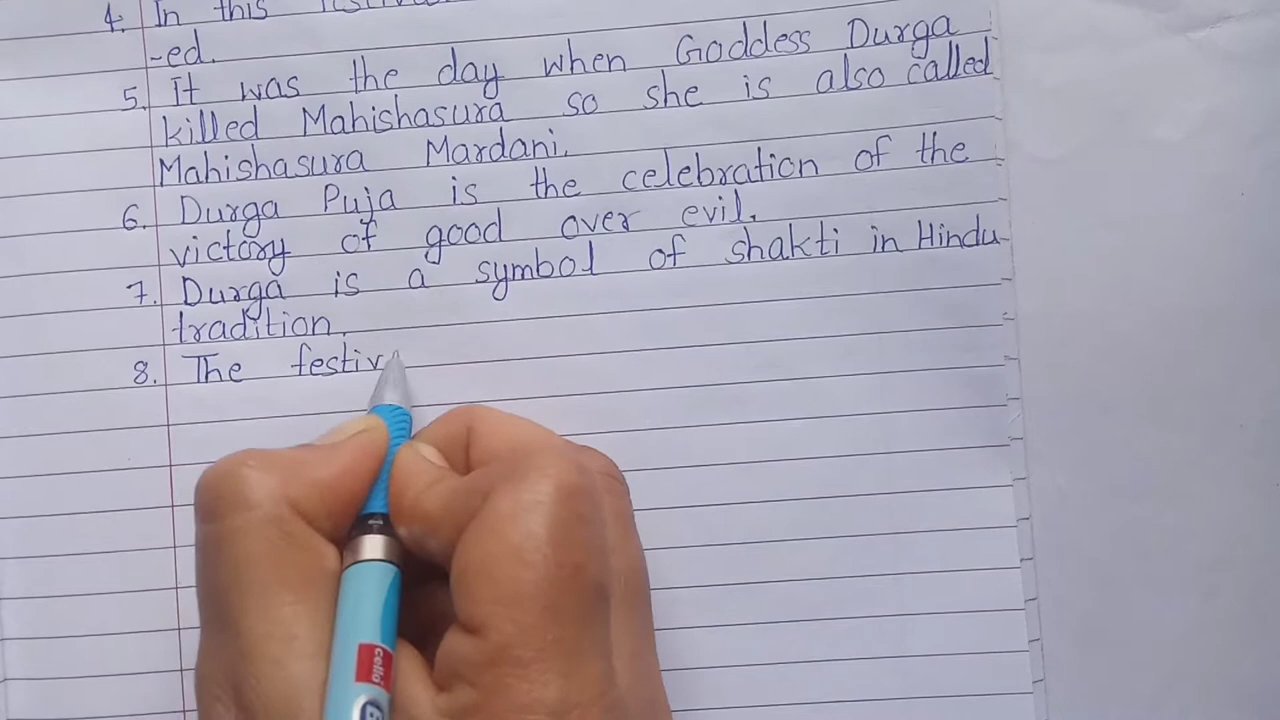 4. In this
-ed.
5. It was the day when Goddess Durga
killed Mahishasura so she is also called
Mahishasura Mardani.
6. Durga Puja is the celebration of the
victory of good over evil.
7. Durga is a symbol of shakti in Hindu
tradition.
8. The festiva
cello